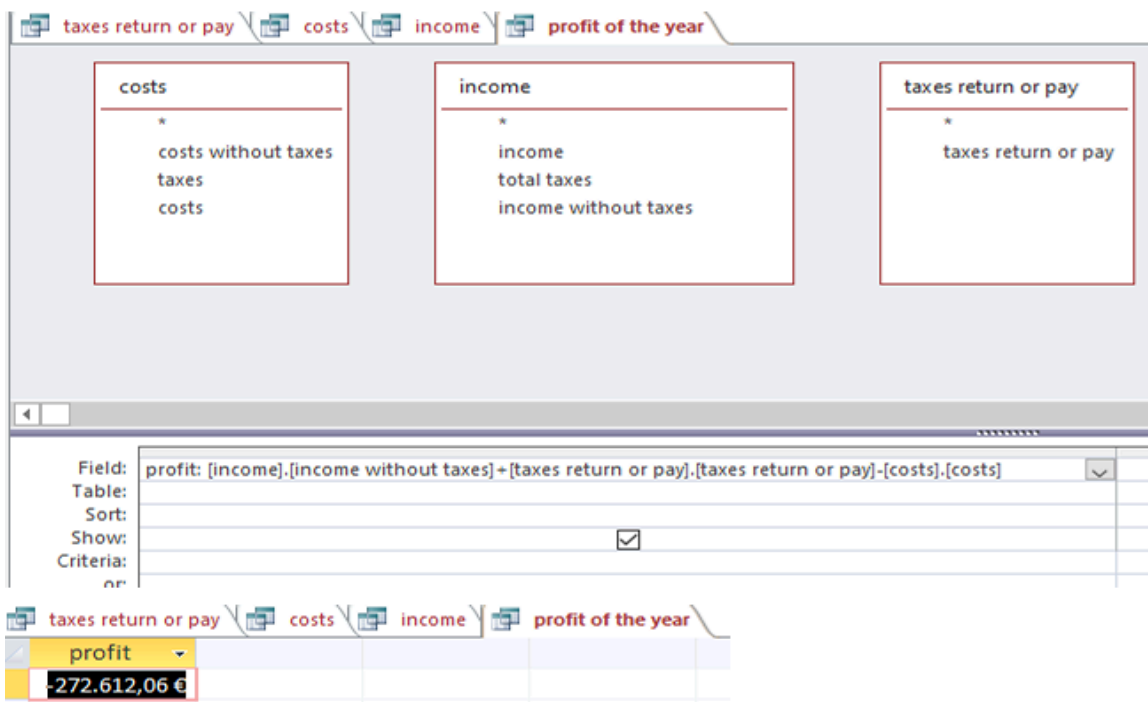 taxes return or pay costs income profit of the year
costs income taxes return or pay
* * *
costs without taxes income taxes return or pay
taxes total taxes
costs income without taxes
Field: profit: [income].[income without taxes]+[taxes return or pay].[taxes return or pay]-[costs].[costs]
Table:
Sort:
Show:
Criteria:
or:
taxes return or pay costs income profit of the year
profit
-272.612,06 €